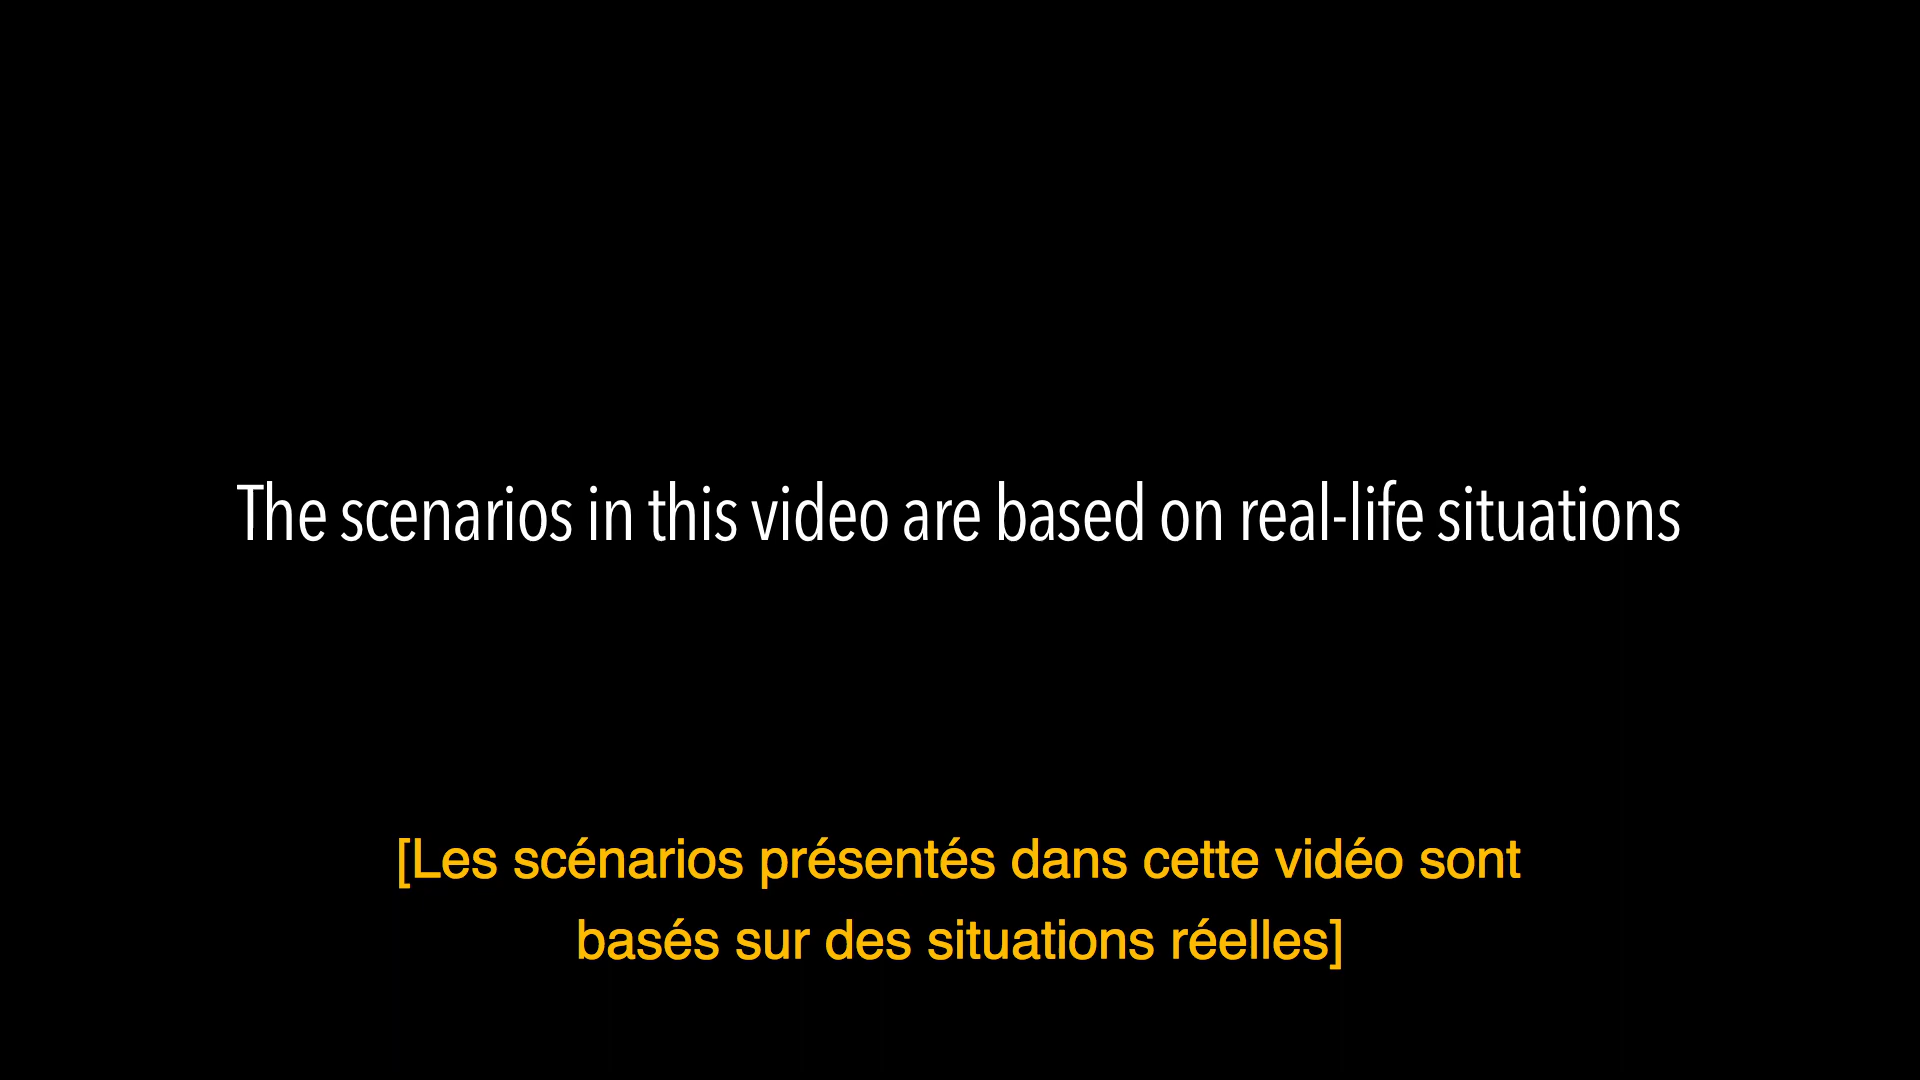 The scenarios in this video are based on real-life situations
[Les scénarios présentés dans cette vidéo sont
basés sur des situations réelles]